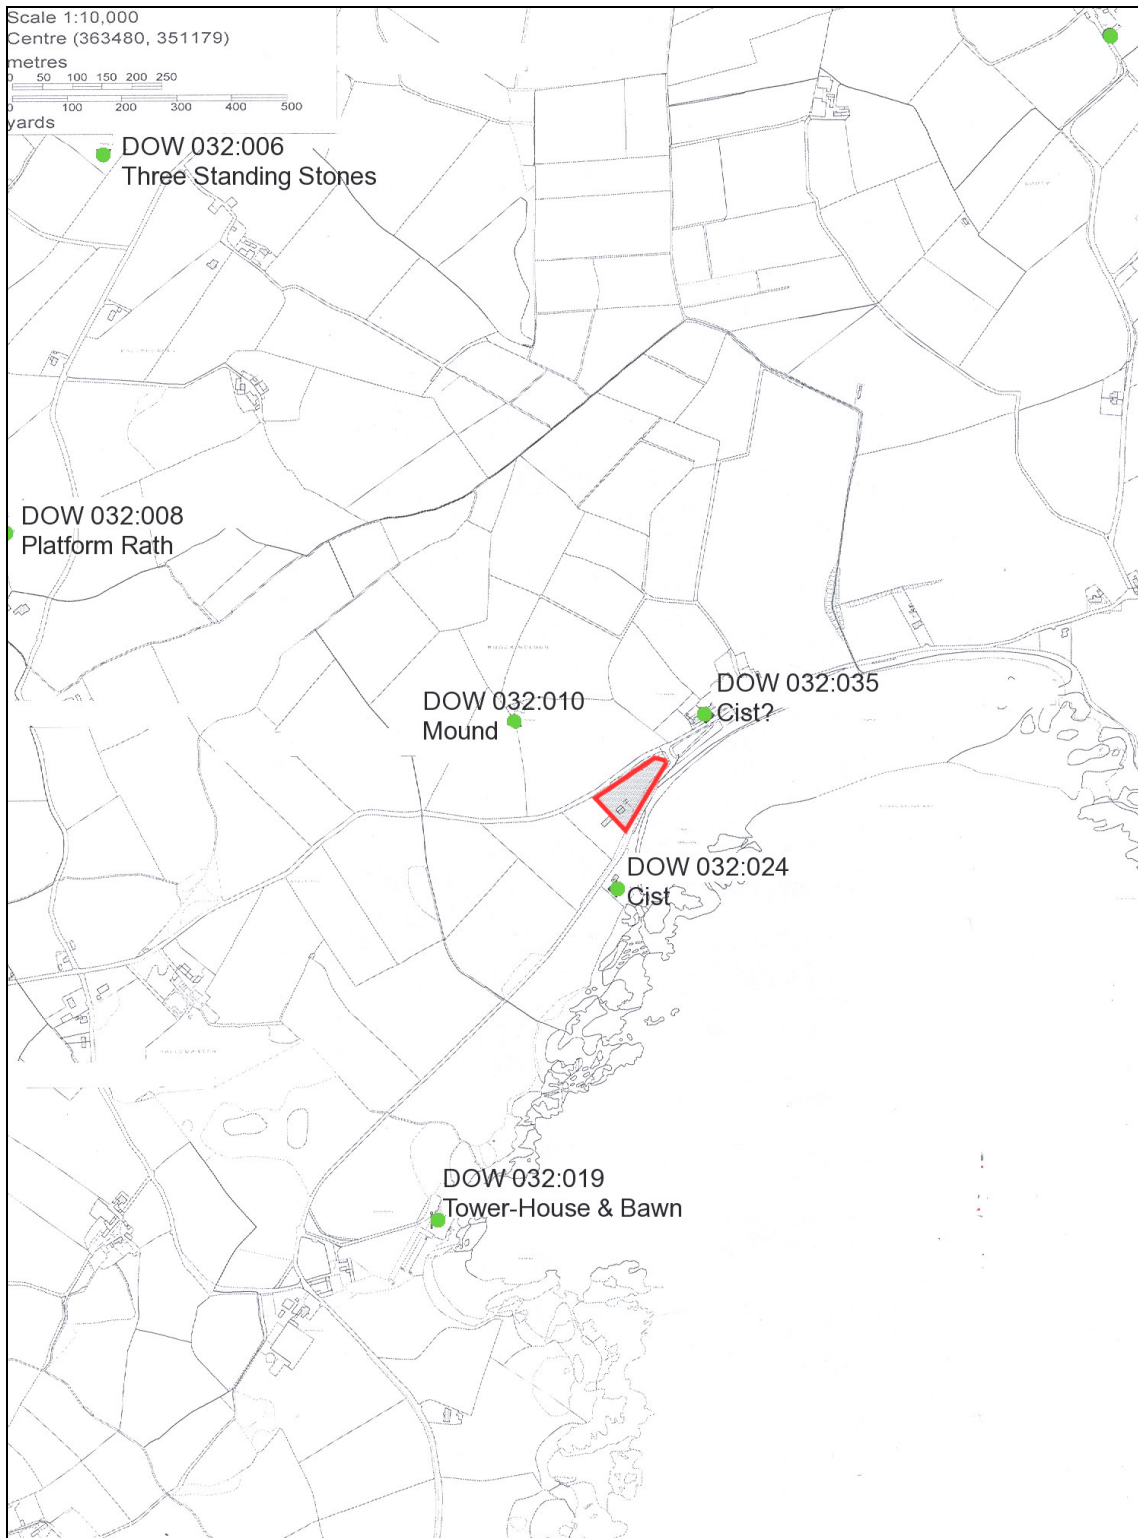 Scale 1:10,000
Centre (363480, 351179)
metres
0 50 100 150 200 250
0 100 200 300 400 500
yards
DOW 032:006
Three Standing Stones
DOW 032:008
Platform Rath
DOW 032:010
Mound
DOW 032:035
Cist?
DOW 032:024
Cist
DOW 032:019
Tower-House & Bawn